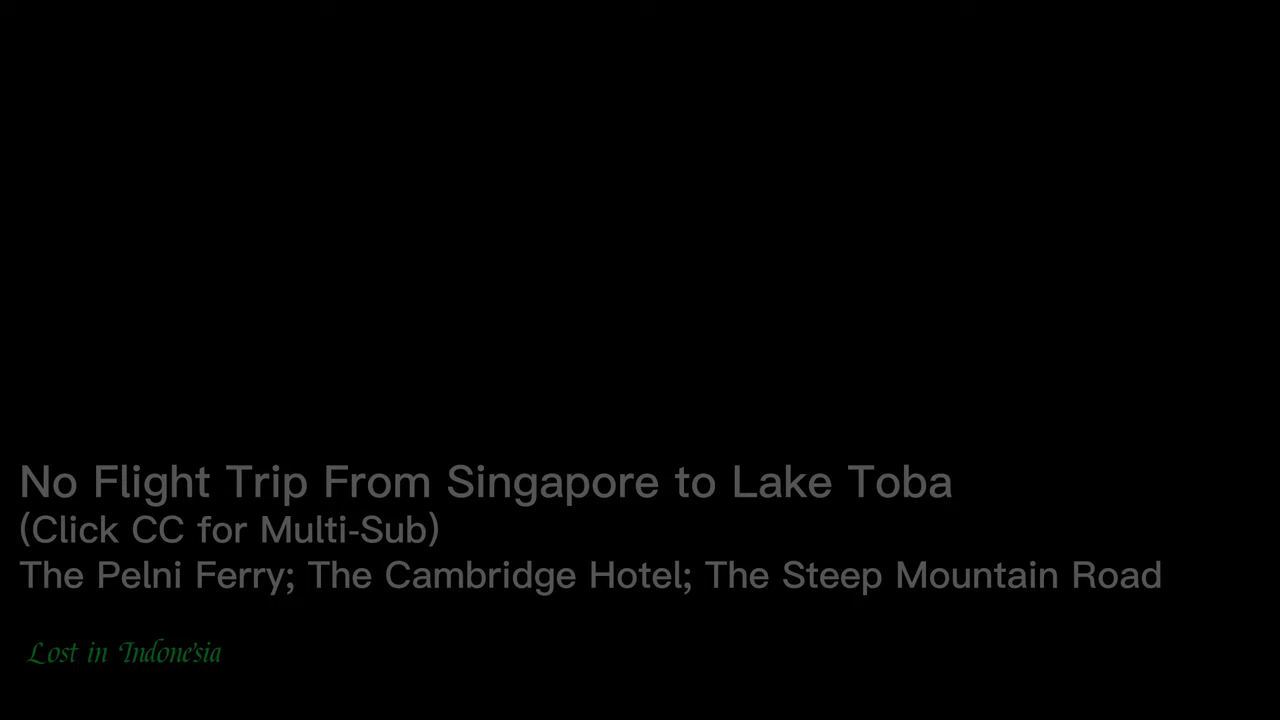 No Flight Trip From Singapore to Lake Toba
(Click CC for Multi-Sub)
The Pelni Ferry; The Cambridge Hotel; The Steep Mountain Road
Lost in Indone'sia